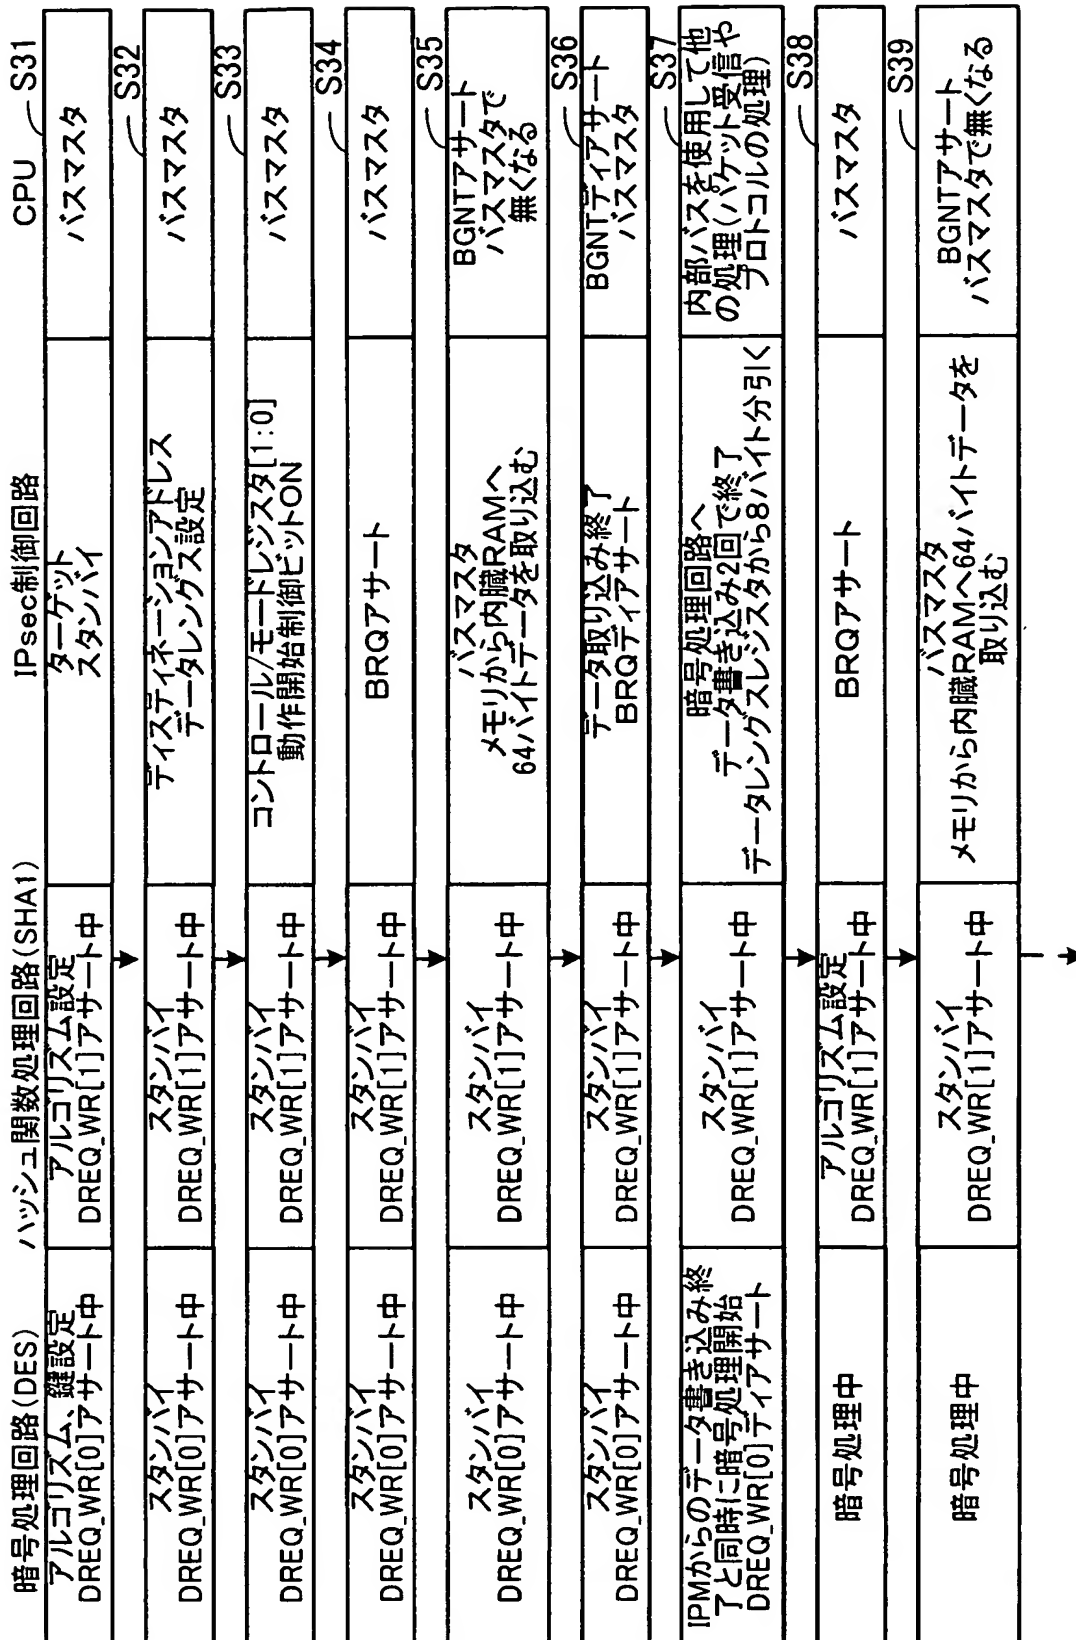 暗号処理回路(DES)
ハッシュ関数処理回路(SHA1)
IPsec制御回路
CPU
S31
アルゴリズム、鍵設定
DREQ_WR[0]アサート中
アルゴリズム設定
DREQ_WR[1]アサート中
ターゲット
スタンバイ
バスマスタ
S32
スタンバイ
DREQ_WR[0]アサート中
スタンバイ
DREQ_WR[1]アサート中
ディスティネーションアドレス
データレングス設定
バスマスタ
S33
スタンバイ
DREQ_WR[0]アサート中
スタンバイ
DREQ_WR[1]アサート中
コントロール/モードレジスタ[1:0]
動作開始制御ビットON
バスマスタ
S34
スタンバイ
DREQ_WR[0]アサート中
スタンバイ
DREQ_WR[1]アサート中
BRQアサート
バスマスタ
S35
スタンバイ
DREQ_WR[0]アサート中
スタンバイ
DREQ_WR[1]アサート中
バスマスタ
メモリから内臓RAMへ
64バイトデータを取り込む
BGNTアサート
バスマスタで
無くなる
S36
スタンバイ
DREQ_WR[0]アサート中
スタンバイ
DREQ_WR[1]アサート中
データ取り込み終了
BRQディアサート
BGNTディアサート
バスマスタ
S37
IPMからのデータ書き込み終
了と同時に暗号処理開始
DREQ_WR[0]ディアサート
スタンバイ
DREQ_WR[1]アサート中
暗号処理回路へ
データ書き込み2回で終了
データレングスレジスタから8バイト分引く
内部バスを使用して他
の処理(パケット受信や
プロトコルの処理)
S38
暗号処理中
アルゴリズム設定
DREQ_WR[1]アサート中
BRQアサート
バスマスタ
S39
暗号処理中
スタンバイ
DREQ_WR[1]アサート中
バスマスタ
メモリから内臓RAMへ64バイトデータを
取り込む
BGNTアサート
バスマスタで無くなる